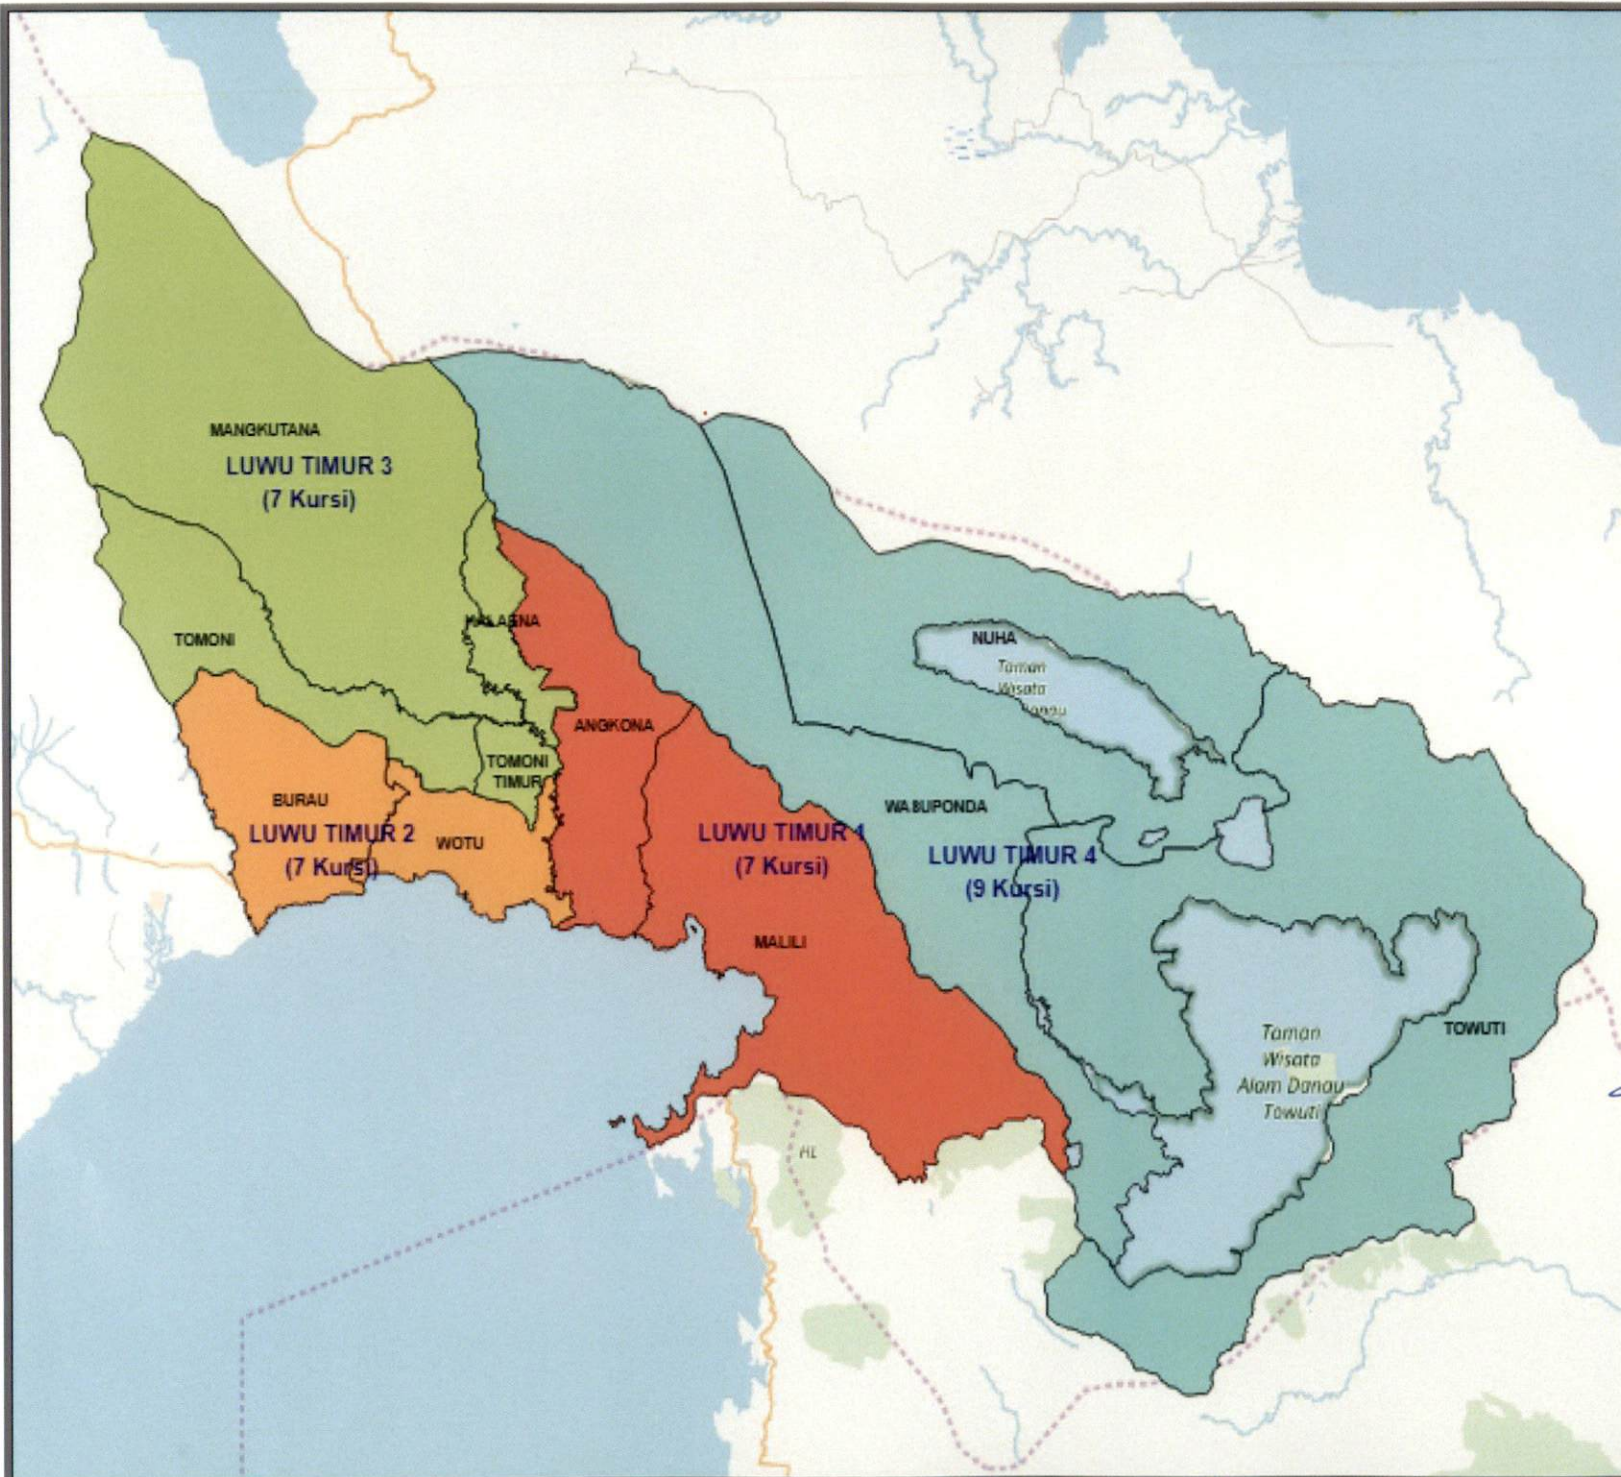 MANGKUTANA
LUWU TIMUR 3
(7 Kursi)
TOMONI
KALAENA
NUHA
Taman
Wisata
Danau
ANGKONA
TOMONI
TIMUR
BURAU
LUWU TIMUR 2
(7 Kursi)
WOTU
LUWU TIMUR 1
(7 Kursi)
WASUPONDA
LUWU TIMUR 4
(9 Kursi)
MALILI
TOWUTI
Taman
Wisata
Alam Danau
Towuti
HL